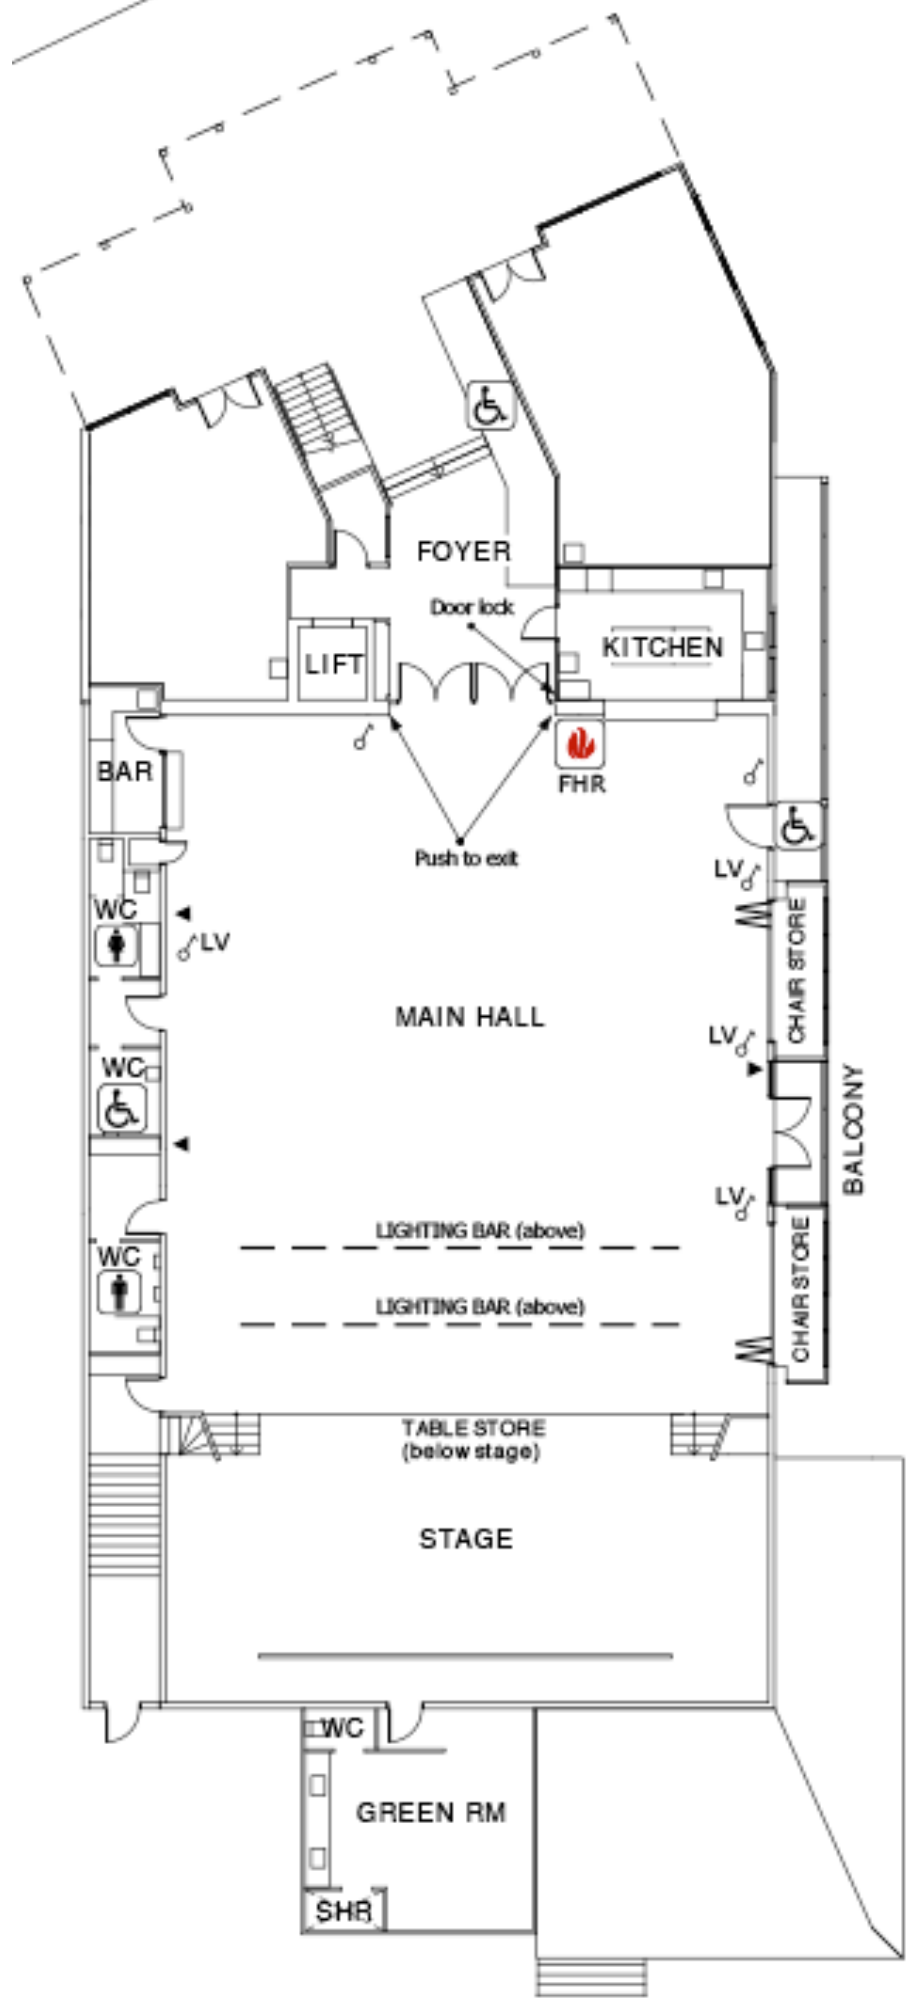 FOYER
Door lock
KITCHEN
LIFT
BAR
FHR
Push to exit
LV
WC
LV
CHAIR STORE
MAIN HALL
LV
WC
BALCONY
LV
LIGHTING BAR (above)
WC
CHAIR STORE
LIGHTING BAR (above)
TABLE STORE
(below stage)
STAGE
WC
GREEN RM
SHR